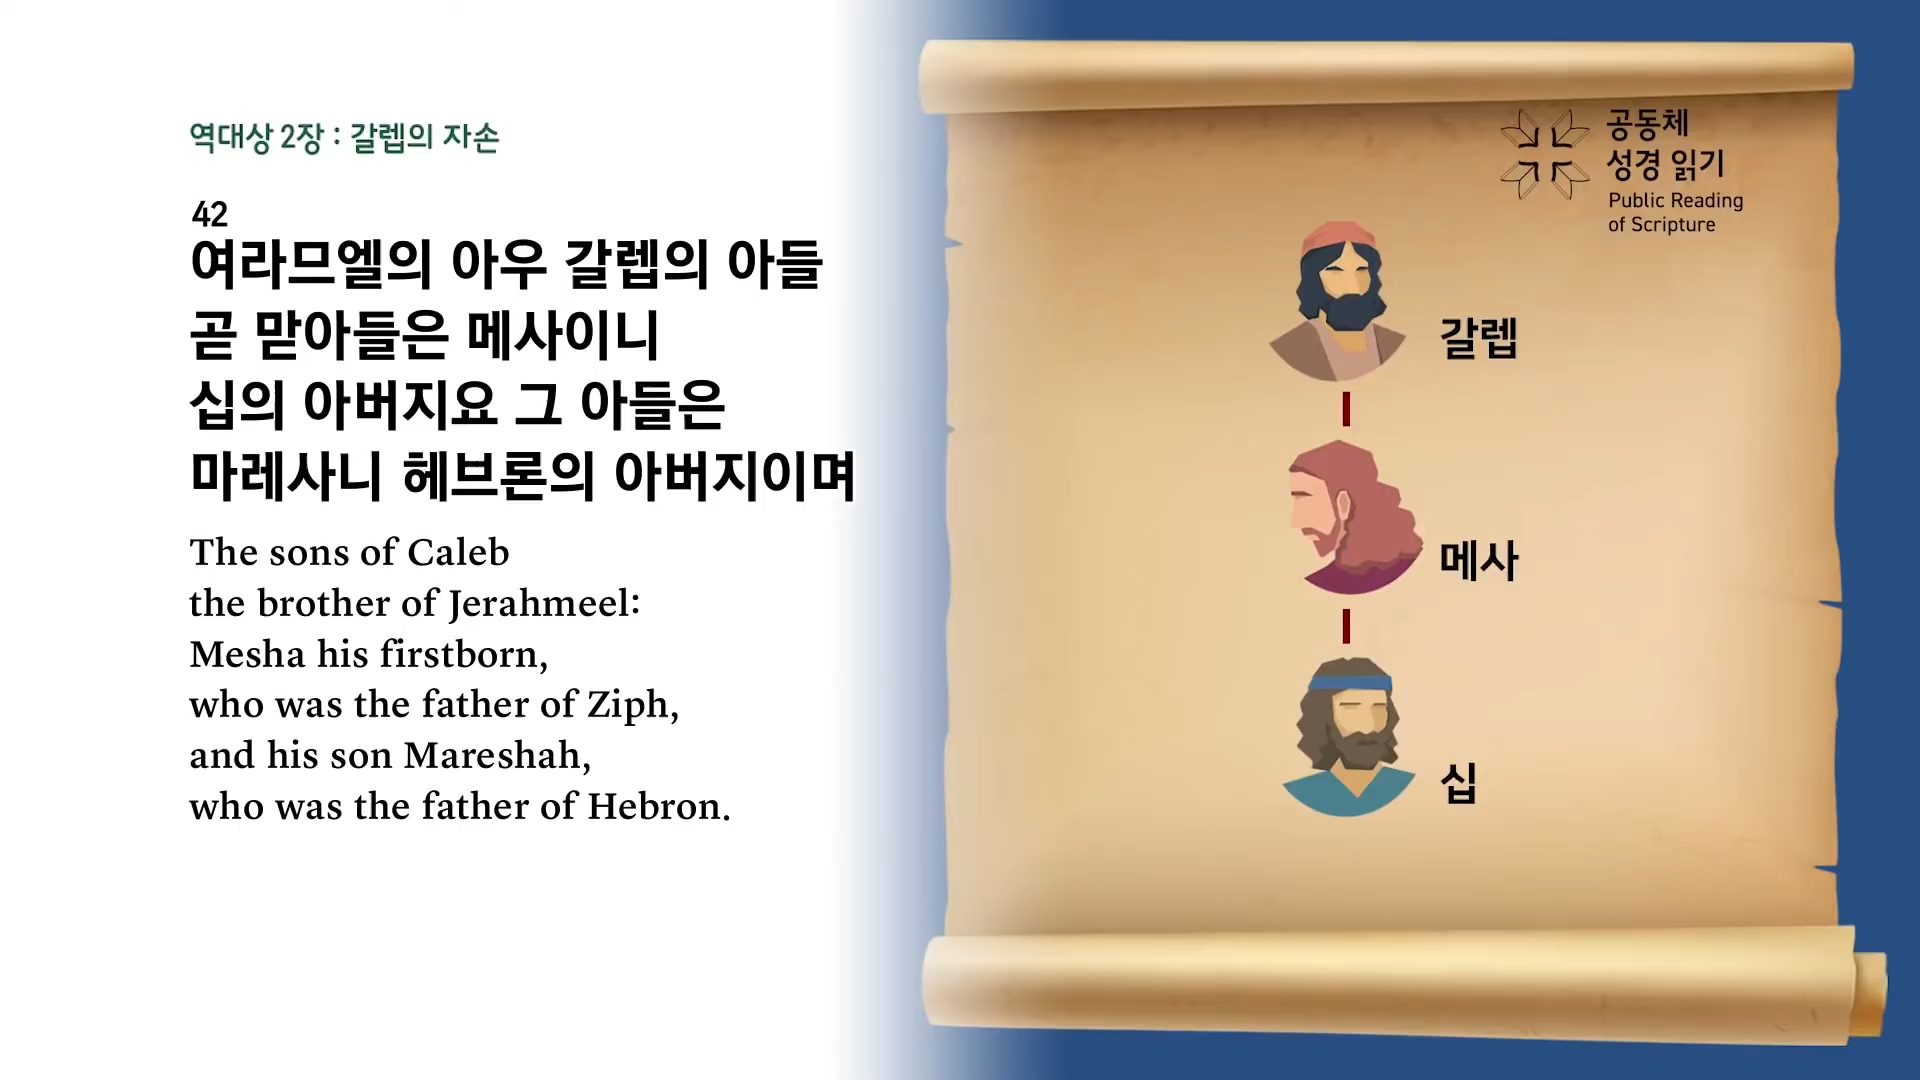 역대상 2장 : 갈렙의 자손
42
여라므엘의 아우 갈렙의 아들
곧 맏아들은 메사이니
십의 아버지요 그 아들은
마레사니 헤브론의 아버지이며
The sons of Caleb
the brother of Jerahmeel:
Mesha his firstborn,
who was the father of Ziph,
and his son Mareshah,
who was the father of Hebron.
공동체
성경 읽기
Public Reading
of Scripture
갈렙
메사
십